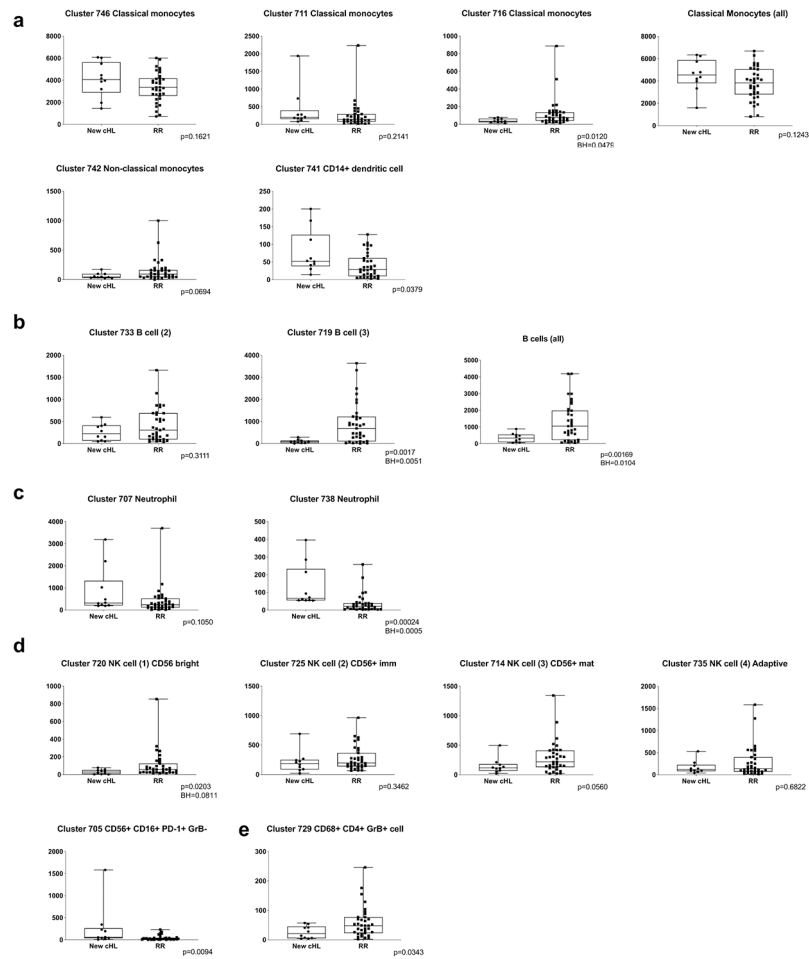 a
Cluster 746 Classical monocytes
8000
6000
4000
2000
0
New cHL RR
p=0.1621
Cluster 711 Classical monocytes
2500
2000
1500
1000
500
0
New cHL RR
p=0.2141
Cluster 716 Classical monocytes
1000
800
600
400
200
0
New cHL RR
p=0.0120
BH=0.0479
Classical Monocytes (all)
8000
6000
4000
2000
0
New cHL RR
p=0.1243
Cluster 742 Non-classical monocytes
1500
1000
500
0
New cHL RR
p=0.0694
Cluster 741 CD14+ dendritic cell
250
200
150
100
50
0
New cHL RR
p=0.0379
b
Cluster 733 B cell (2)
2000
1500
1000
500
0
New cHL RR
p=0.3111
Cluster 719 B cell (3)
4000
3000
2000
1000
0
New cHL RR
p=0.0017
BH=0.0051
B cells (all)
5000
4000
3000
2000
1000
0
New cHL RR
p=0.00169
BH=0.0104
c
Cluster 707 Neutrophil
4000
3000
2000
1000
0
New cHL RR
p=0.1050
Cluster 738 Neutrophil
500
400
300
200
100
0
New cHL RR
p=0.00024
BH=0.0005
d
Cluster 720 NK cell (1) CD56 bright
1000
800
600
400
200
0
New cHL RR
p=0.0203
BH=0.0811
Cluster 725 NK cell (2) CD56+ imm
1500
1000
500
0
New cHL RR
p=0.3462
Cluster 714 NK cell (3) CD56+ mat
1500
1000
500
0
New cHL RR
p=0.0560
Cluster 735 NK cell (4) Adaptive
2000
1500
1000
500
0
New cHL RR
p=0.6822
Cluster 705 CD56+ CD16+ PD-1+ GrB-
2000
1500
1000
500
0
New cHL RR
p=0.0094
e
Cluster 729 CD68+ CD4+ GrB+ cell
300
200
100
0
New cHL RR
p=0.0343